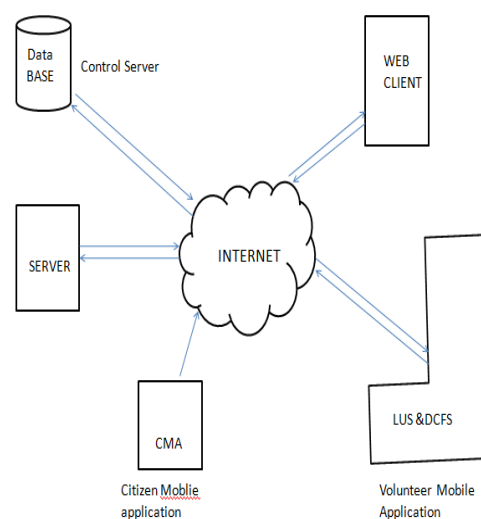 Data
BASE
Control Server
WEB
CLIENT
SERVER
INTERNET
LUS &DCFS
CMA
Citizen Moblie
application
Volunteer Mobile
Application